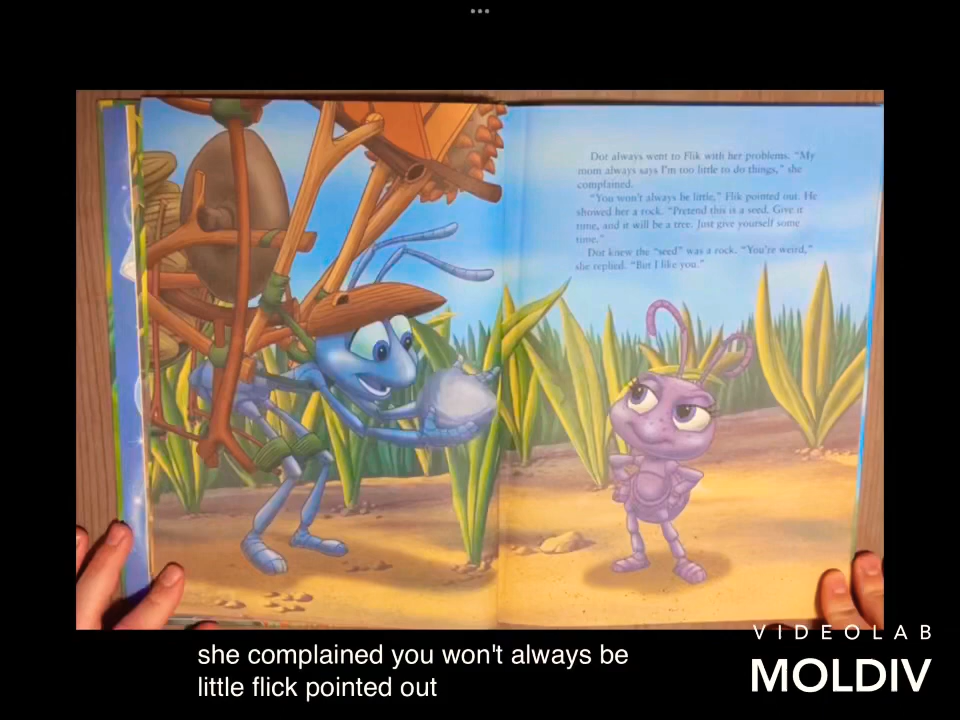 Dot always went to Flik with her problems. "My
mom always says I'm too little to do things," she
complained.
"You won't always be little," Flik pointed out. He
showed her a rock. "Pretend this is a seed. Give it
time, and it will be a tree. Just give yourself some
time."
Dot knew the "seed" was a rock. "You're weird,"
she replied. "But I like you."
she complained you won't always be
little flick pointed out
VIDEOLAB
MOLDIV